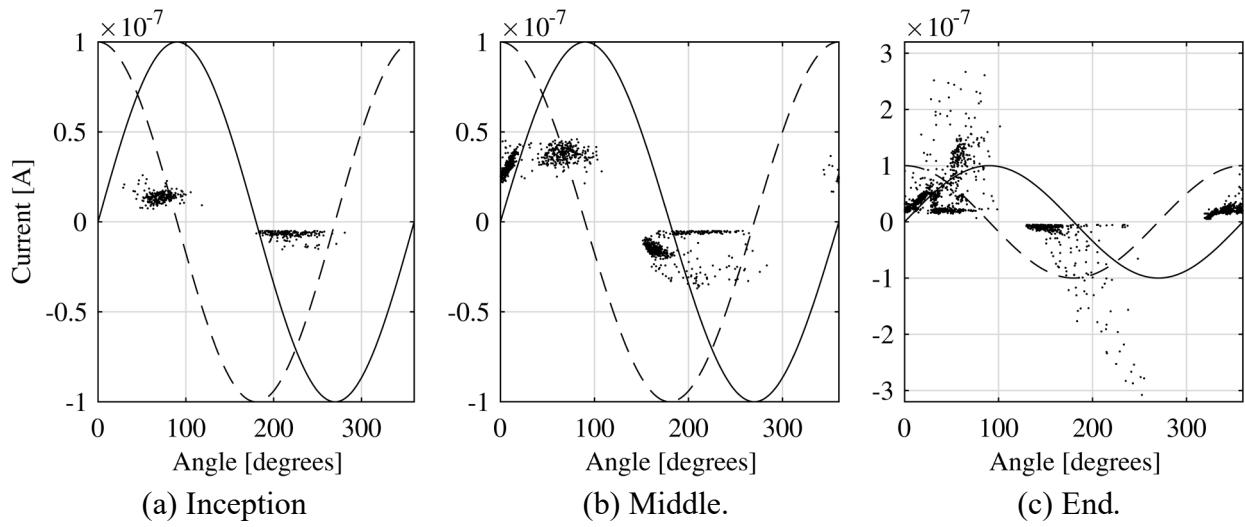 ×10-7
×10-7
×10-7
1
0.5
0
-0.5
-1
1
0.5
0
-0.5
-1
3
2
1
0
-1
-2
-3
Current [A]
0 100 200 300
0 100 200 300
0 100 200 300
Angle [degrees]
Angle [degrees]
Angle [degrees]
(a) Inception
(b) Middle.
(c) End.